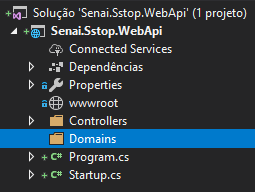 Solução 'Senai.Sstop.WebApi' (1 projeto)
Senai.Sstop.WebApi
Connected Services
Dependências
Properties
wwwroot
Controllers
Domains
C# Program.cs
C# Startup.cs